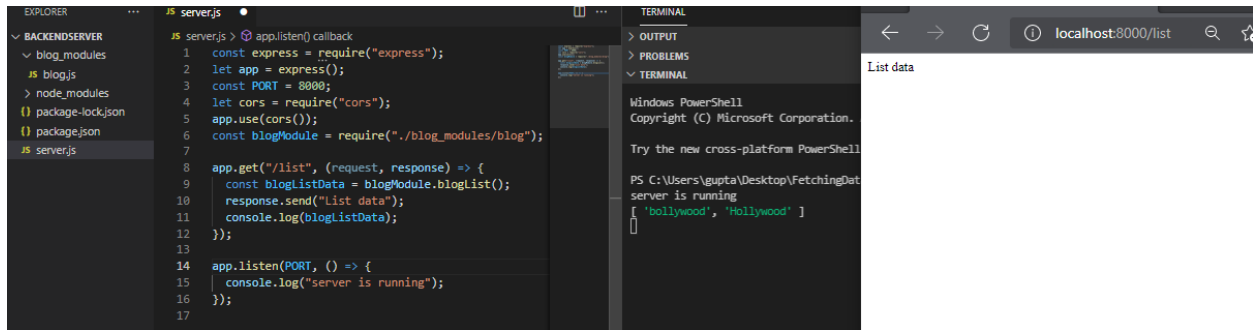 EXPLORER ···
BACKENDSERVER
blog_modules
JS blog.js
node_modules
{} package-lock.json
{} package.json
JS server.js
JS server.js ●
JS server.js > app.listen() callback
1 const express = require("express");
2 let app = express();
3 const PORT = 8000;
4 let cors = require("cors");
5 app.use(cors());
6 const blogModule = require("./blog_modules/blog");
7
8 app.get("/list", (request, response) => {
9 const blogListData = blogModule.blogList();
10 response.send("List data");
11 console.log(blogListData);
12 });
13
14 app.listen(PORT, () => {
15 console.log("server is running");
16 });
17
TERMINAL
> OUTPUT
> PROBLEMS
TERMINAL
Windows PowerShell
Copyright (C) Microsoft Corporation.
Try the new cross-platform PowerShell
PS C:\Users\gupta\Desktop\FetchingDat
server is running
[ 'bollywood', 'Hollywood' ]
localhost:8000/list
List data